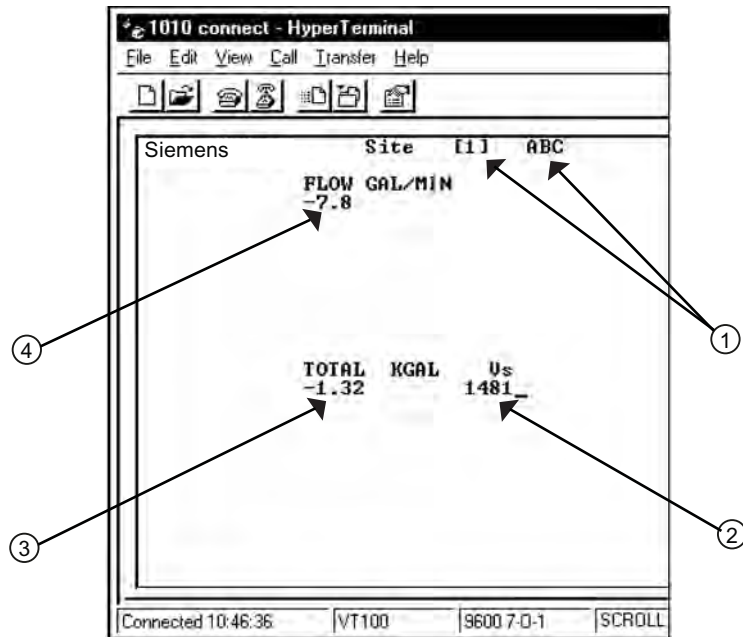 1010 connect - HyperTerminal
File Edit View Call Transfer Help
Siemens Site [1] ABC
FLOW GAL/MIN
-7.8
4
1
TOTAL KGAL Vs
-1.32 1481_
3
2
Connected 10:46:36 VT100 9600 7-O-1 SCROLL